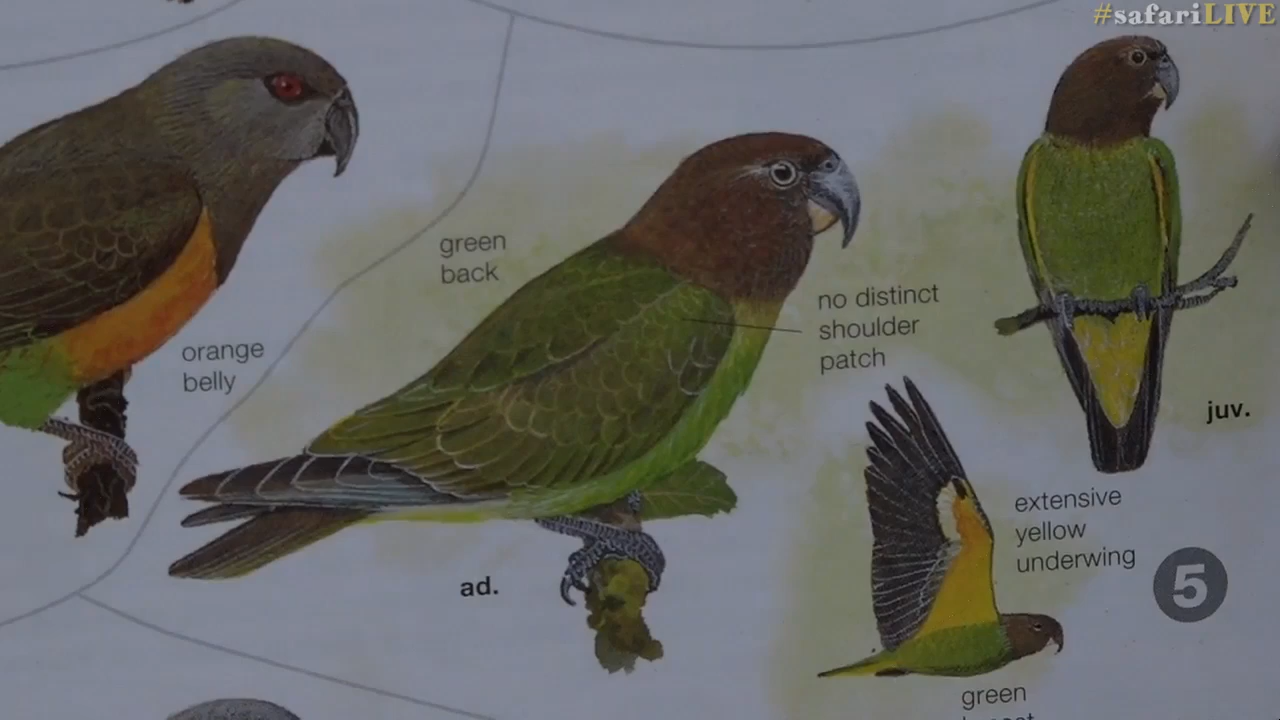 #safariLIVE
green
back
no distinct
shoulder
patch
orange
belly
juv.
extensive
yellow
underwing
5
ad.
green